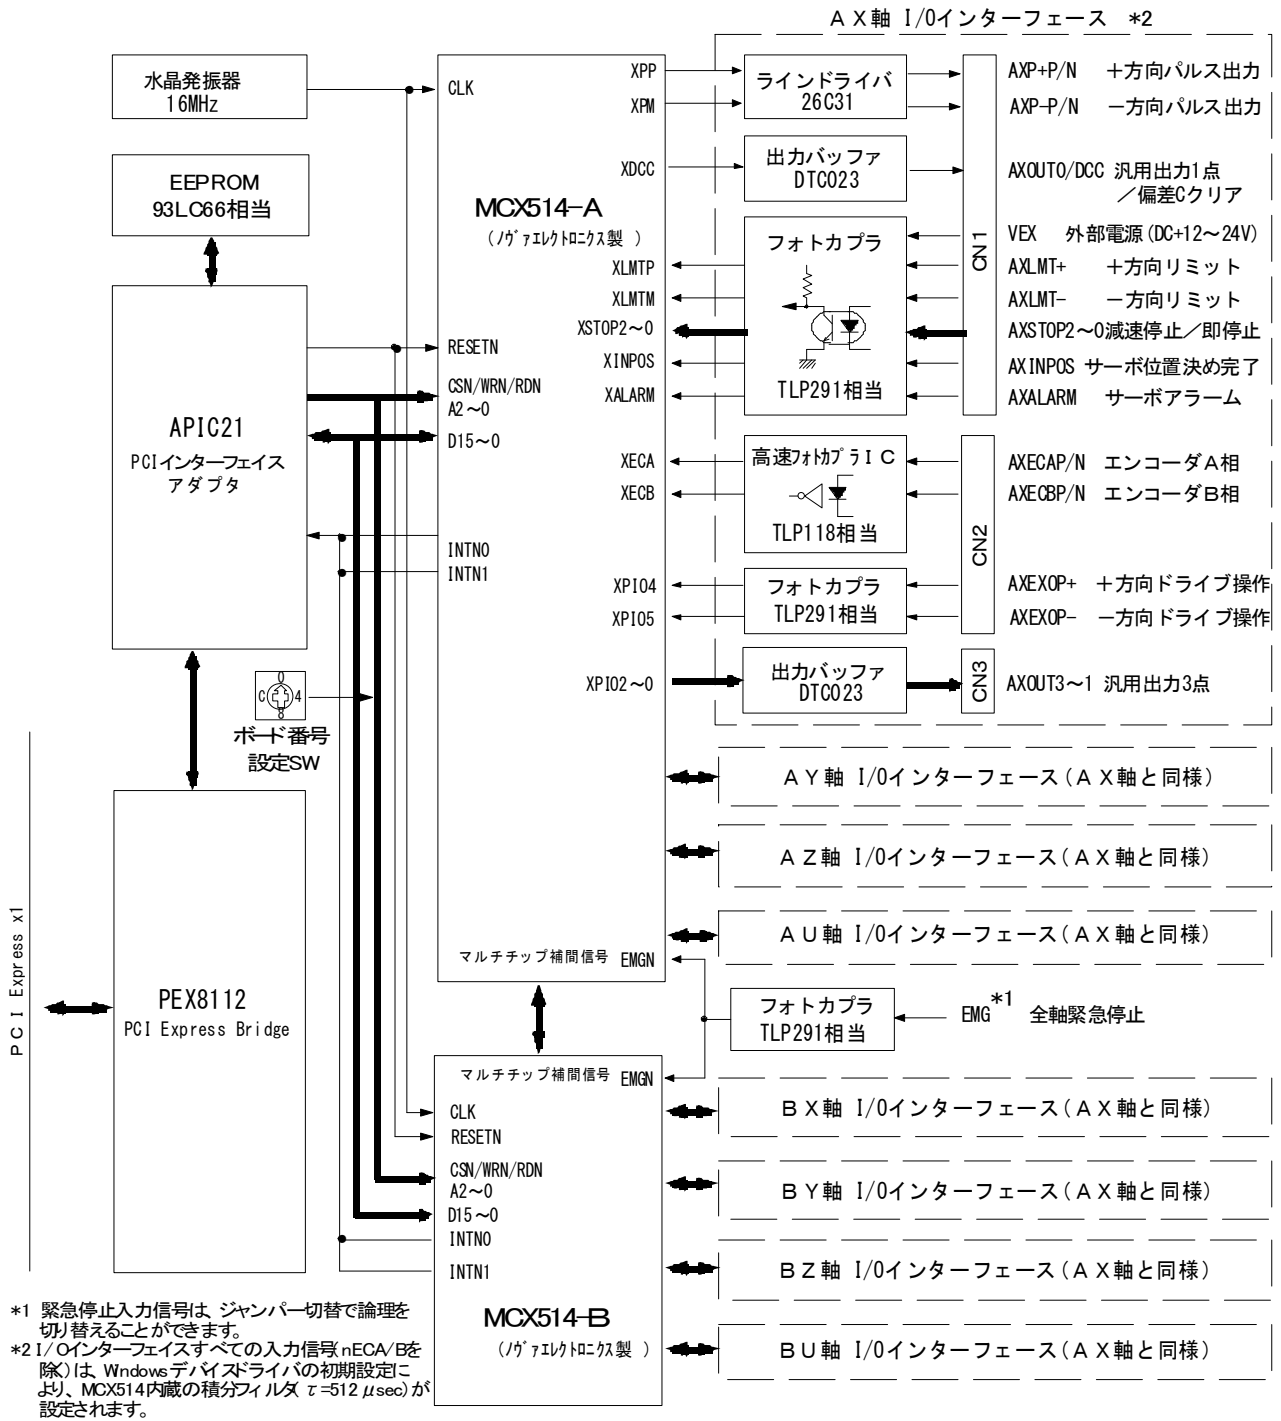 ＡＸ軸 I/Oインターフェース *2
水晶発振器
16MHz
EEPROM
93LC66相当
APIC21
PCIインターフェイス
アダプタ
ボード番号
設定SW
0
C
4
8
PCI Express x1
PEX8112
PCI Express Bridge
MCX514-A
(ノヴァエレクトロニクス製 )
CLK
RESETN
CSN/WRN/RDN
A2～0
D15～0
INTN0
INTN1
XPP
XPM
XDCC
XLMTP
XLMTM
XSTOP2～0
XINPOS
XALARM
XECA
XECB
XPIO4
XPIO5
XPIO2～0
マルチチップ補間信号 EMGN
ラインドライバ
26C31
出力バッファ
DTC023
フォトカプラ
TLP291相当
高速フォトカプラＩＣ
TLP118相当
フォトカプラ
TLP291相当
出力バッファ
DTC023
CN1
CN2
CN3
AXP+P/N ＋方向パルス出力
AXP-P/N －方向パルス出力
AXOUT0/DCC 汎用出力1点
／偏差Cクリア
VEX 外部電源(DC+12～24V)
AXLMT+ ＋方向リミット
AXLMT- －方向リミット
AXSTOP2～0減速停止／即停止
AXINPOS サーボ位置決め完了
AXALARM サーボアラーム
AXECAP/N エンコーダＡ相
AXECBP/N エンコーダＢ相
AXEXOP+ ＋方向ドライブ操作
AXEXOP- －方向ドライブ操作
AXOUT3～1 汎用出力3点
ＡＹ軸 I/Oインターフェース(ＡＸ軸と同様)
ＡＺ軸 I/Oインターフェース(ＡＸ軸と同様)
ＡＵ軸 I/Oインターフェース(ＡＸ軸と同様)
フォトカプラ
TLP291相当
EMG*1 全軸緊急停止
マルチチップ補間信号 EMGN
CLK
RESETN
CSN/WRN/RDN
A2～0
D15～0
INTN0
INTN1
MCX514-B
(ノヴァエレクトロニクス製 )
ＢＸ軸 I/Oインターフェース(ＡＸ軸と同様)
ＢＹ軸 I/Oインターフェース(ＡＸ軸と同様)
ＢＺ軸 I/Oインターフェース(ＡＸ軸と同様)
ＢＵ軸 I/Oインターフェース(ＡＸ軸と同様)
*1 緊急停止入力信号は、ジャンパー切替で論理を
切り替えることができます。
*2 I/Oインターフェイスすべての入力信号(nECA/Bを
除く)は、Windowsデバイスドライバの初期設定に
より、MCX514内蔵の積分フィルタ( τ=512μsec)が
設定されます。